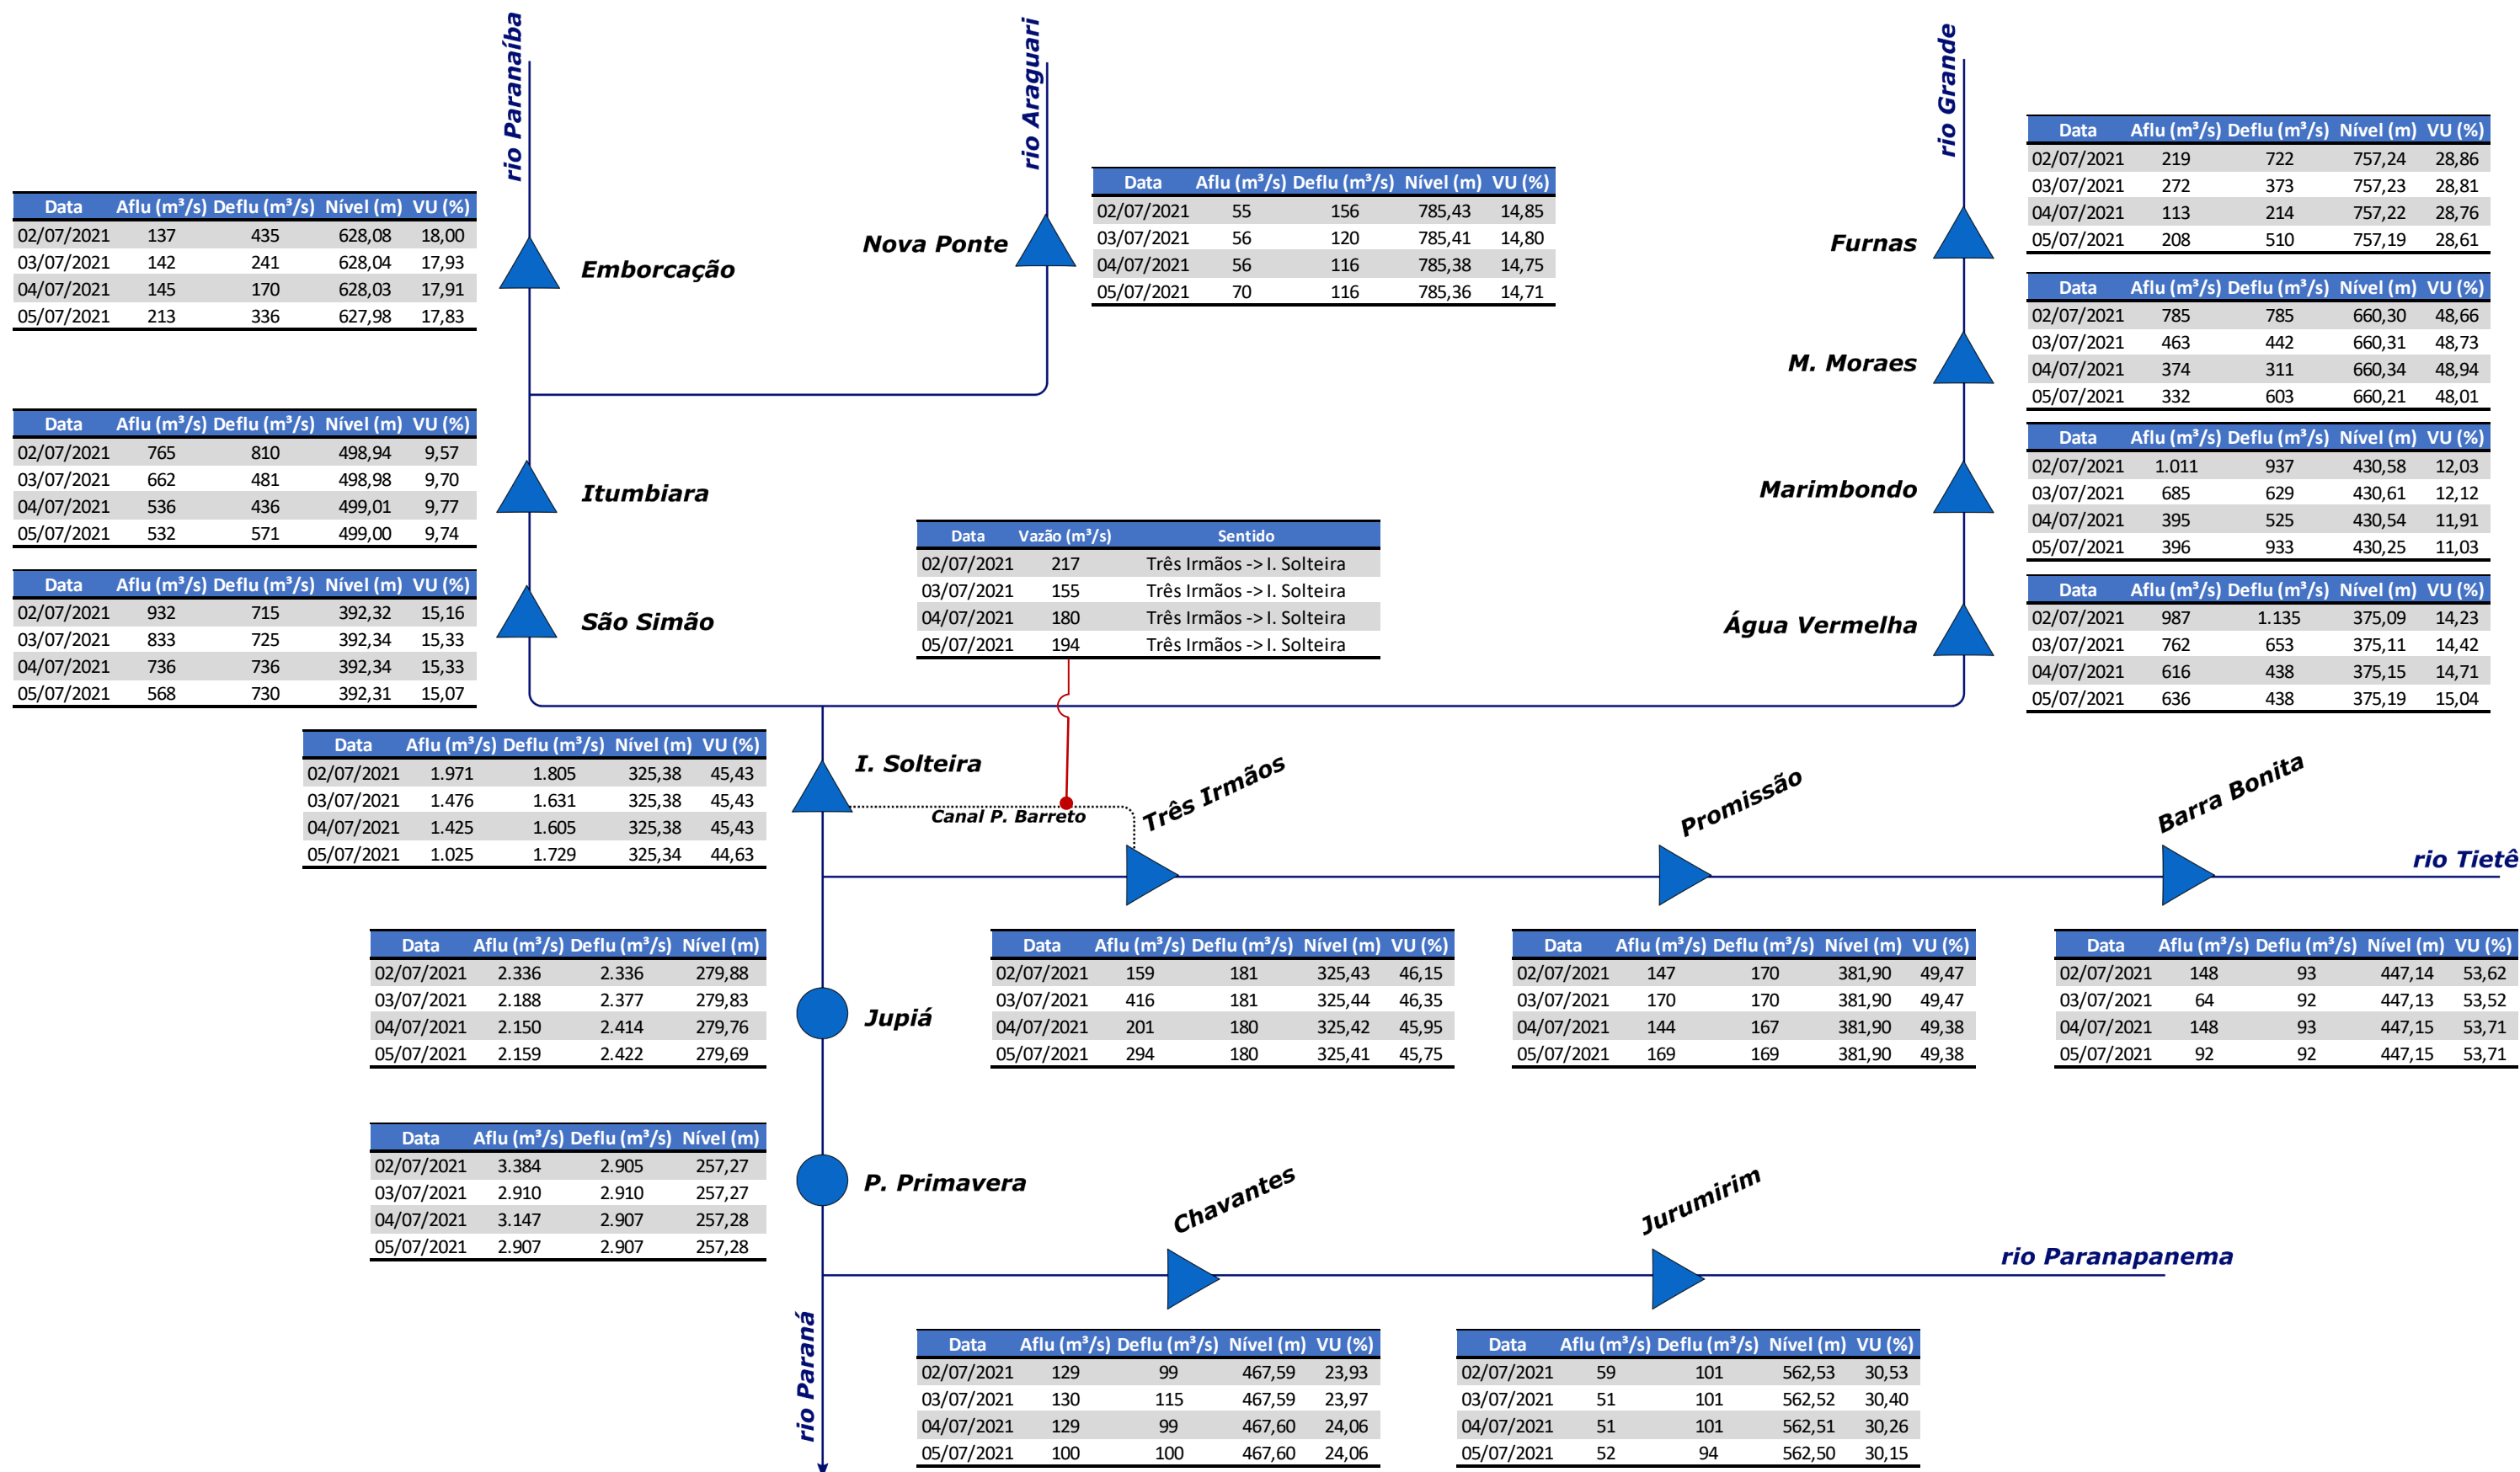 rio Paranaíba
rio Araguari
rio Grande
Data Aflu (m³/s) Deflu (m³/s) Nível (m) VU (%)
02/07/2021 219 722 757,24 28,86
03/07/2021 272 373 757,23 28,81
04/07/2021 113 214 757,22 28,76
05/07/2021 208 510 757,19 28,61
Furnas
Data Aflu (m³/s) Deflu (m³/s) Nível (m) VU (%)
02/07/2021 55 156 785,43 14,85
03/07/2021 56 120 785,41 14,80
04/07/2021 56 116 785,38 14,75
05/07/2021 70 116 785,36 14,71
Nova Ponte
Data Aflu (m³/s) Deflu (m³/s) Nível (m) VU (%)
02/07/2021 137 435 628,08 18,00
03/07/2021 142 241 628,04 17,93
04/07/2021 145 170 628,03 17,91
05/07/2021 213 336 627,98 17,83
Emborcação
Data Aflu (m³/s) Deflu (m³/s) Nível (m) VU (%)
02/07/2021 785 785 660,30 48,66
03/07/2021 463 442 660,31 48,73
04/07/2021 374 311 660,34 48,94
05/07/2021 332 603 660,21 48,01
M. Moraes
Data Aflu (m³/s) Deflu (m³/s) Nível (m) VU (%)
02/07/2021 765 810 498,94 9,57
03/07/2021 662 481 498,98 9,70
04/07/2021 536 436 499,01 9,77
05/07/2021 532 571 499,00 9,74
Itumbiara
Data Aflu (m³/s) Deflu (m³/s) Nível (m) VU (%)
02/07/2021 1.011 937 430,58 12,03
03/07/2021 685 629 430,61 12,12
04/07/2021 395 525 430,54 11,91
05/07/2021 396 933 430,25 11,03
Marimbondo
Data Vazão (m³/s) Sentido
02/07/2021 217 Três Irmãos -> I. Solteira
03/07/2021 155 Três Irmãos -> I. Solteira
04/07/2021 180 Três Irmãos -> I. Solteira
05/07/2021 194 Três Irmãos -> I. Solteira
Data Aflu (m³/s) Deflu (m³/s) Nível (m) VU (%)
02/07/2021 932 715 392,32 15,16
03/07/2021 833 725 392,34 15,33
04/07/2021 736 736 392,34 15,33
05/07/2021 568 730 392,31 15,07
São Simão
Data Aflu (m³/s) Deflu (m³/s) Nível (m) VU (%)
02/07/2021 987 1.135 375,09 14,23
03/07/2021 762 653 375,11 14,42
04/07/2021 616 438 375,15 14,71
05/07/2021 636 438 375,19 15,04
Água Vermelha
Data Aflu (m³/s) Deflu (m³/s) Nível (m) VU (%)
02/07/2021 1.971 1.805 325,38 45,43
03/07/2021 1.476 1.631 325,38 45,43
04/07/2021 1.425 1.605 325,38 45,43
05/07/2021 1.025 1.729 325,34 44,63
I. Solteira
Canal P. Barreto
Três Irmãos
Promissão
Barra Bonita
rio Tietê
Data Aflu (m³/s) Deflu (m³/s) Nível (m)
02/07/2021 2.336 2.336 279,88
03/07/2021 2.188 2.377 279,83
04/07/2021 2.150 2.414 279,76
05/07/2021 2.159 2.422 279,69
Jupiá
Data Aflu (m³/s) Deflu (m³/s) Nível (m) VU (%)
02/07/2021 159 181 325,43 46,15
03/07/2021 416 181 325,44 46,35
04/07/2021 201 180 325,42 45,95
05/07/2021 294 180 325,41 45,75
Data Aflu (m³/s) Deflu (m³/s) Nível (m) VU (%)
02/07/2021 147 170 381,90 49,47
03/07/2021 170 170 381,90 49,47
04/07/2021 144 167 381,90 49,38
05/07/2021 169 169 381,90 49,38
Data Aflu (m³/s) Deflu (m³/s) Nível (m) VU (%)
02/07/2021 148 93 447,14 53,62
03/07/2021 64 92 447,13 53,52
04/07/2021 148 93 447,15 53,71
05/07/2021 92 92 447,15 53,71
Data Aflu (m³/s) Deflu (m³/s) Nível (m)
02/07/2021 3.384 2.905 257,27
03/07/2021 2.910 2.910 257,27
04/07/2021 3.147 2.907 257,28
05/07/2021 2.907 2.907 257,28
P. Primavera
Chavantes
Jurumirim
rio Paranapanema
rio Paraná
Data Aflu (m³/s) Deflu (m³/s) Nível (m) VU (%)
02/07/2021 129 99 467,59 23,93
03/07/2021 130 115 467,59 23,97
04/07/2021 129 99 467,60 24,06
05/07/2021 100 100 467,60 24,06
Data Aflu (m³/s) Deflu (m³/s) Nível (m) VU (%)
02/07/2021 59 101 562,53 30,53
03/07/2021 51 101 562,52 30,40
04/07/2021 51 101 562,51 30,26
05/07/2021 52 94 562,50 30,15